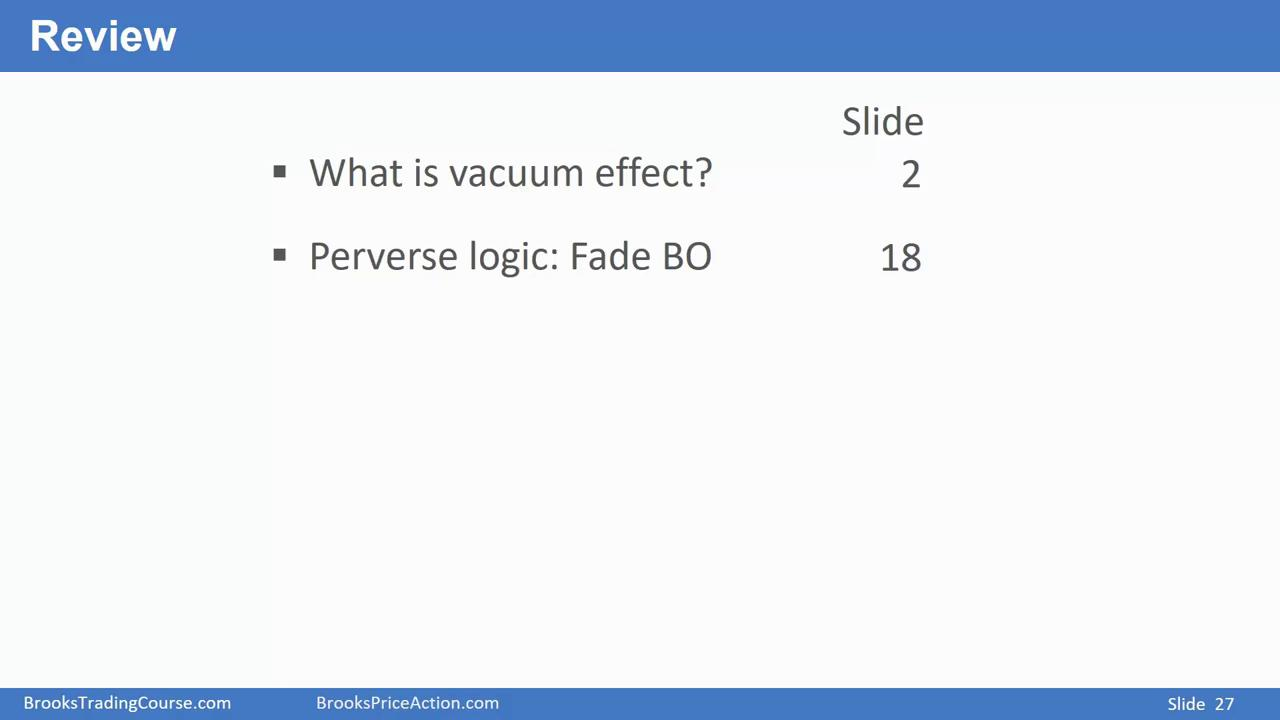 Review
Slide
▪ What is vacuum effect? 2
▪ Perverse logic: Fade BO 18
BrooksTradingCourse.com BrooksPriceAction.com Slide 27